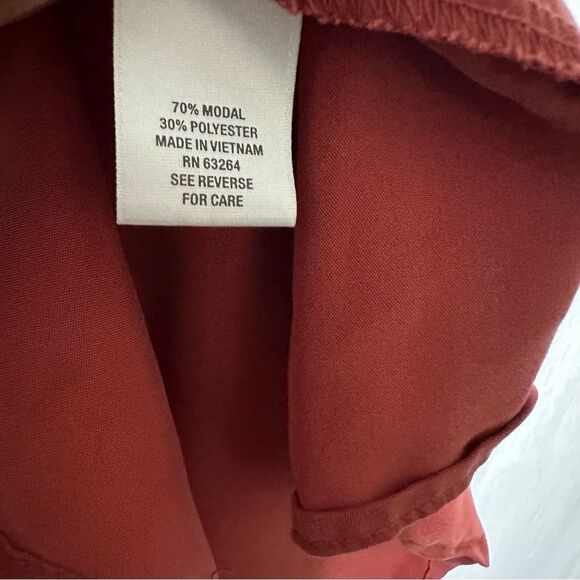 70% MODAL
30% POLYESTER
MADE IN VIETNAM
RN 63264
SEE REVERSE
FOR CARE